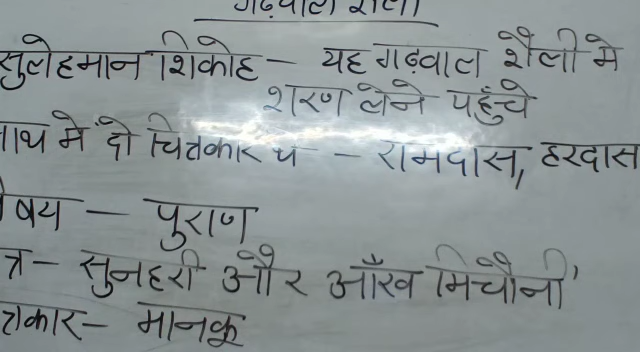 गढ़वाल शैली
सुलेहमान शिकोह – यह गढ़वाल शैली मे
शरण लेने पहुँचे
साथ मे दो चित्रकार थे – रामदास, हरदास
विषय – पुराण
चित्र – सुनहरी और आँख मिचौनी'
चित्रकार – मानकू